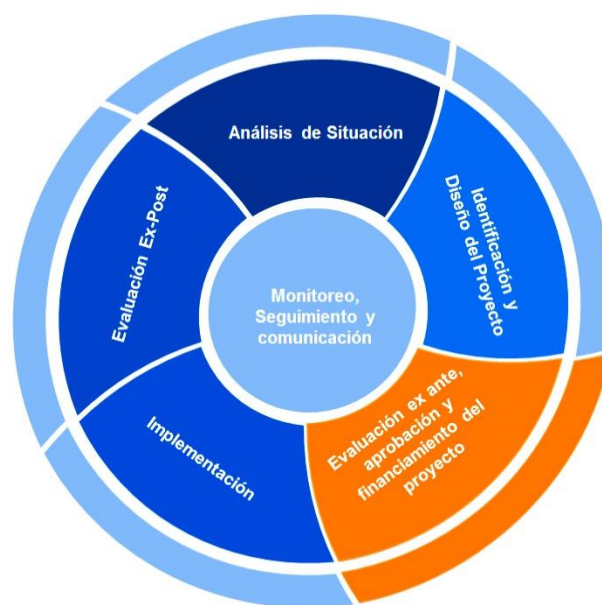 Análisis de Situación
Identificación y
Diseño del Proyecto
Evaluación ex ante,
aprobación y
financiamiento del
proyecto
Implementación
Evaluación Ex-Post
Monitoreo,
Seguimiento y
comunicación